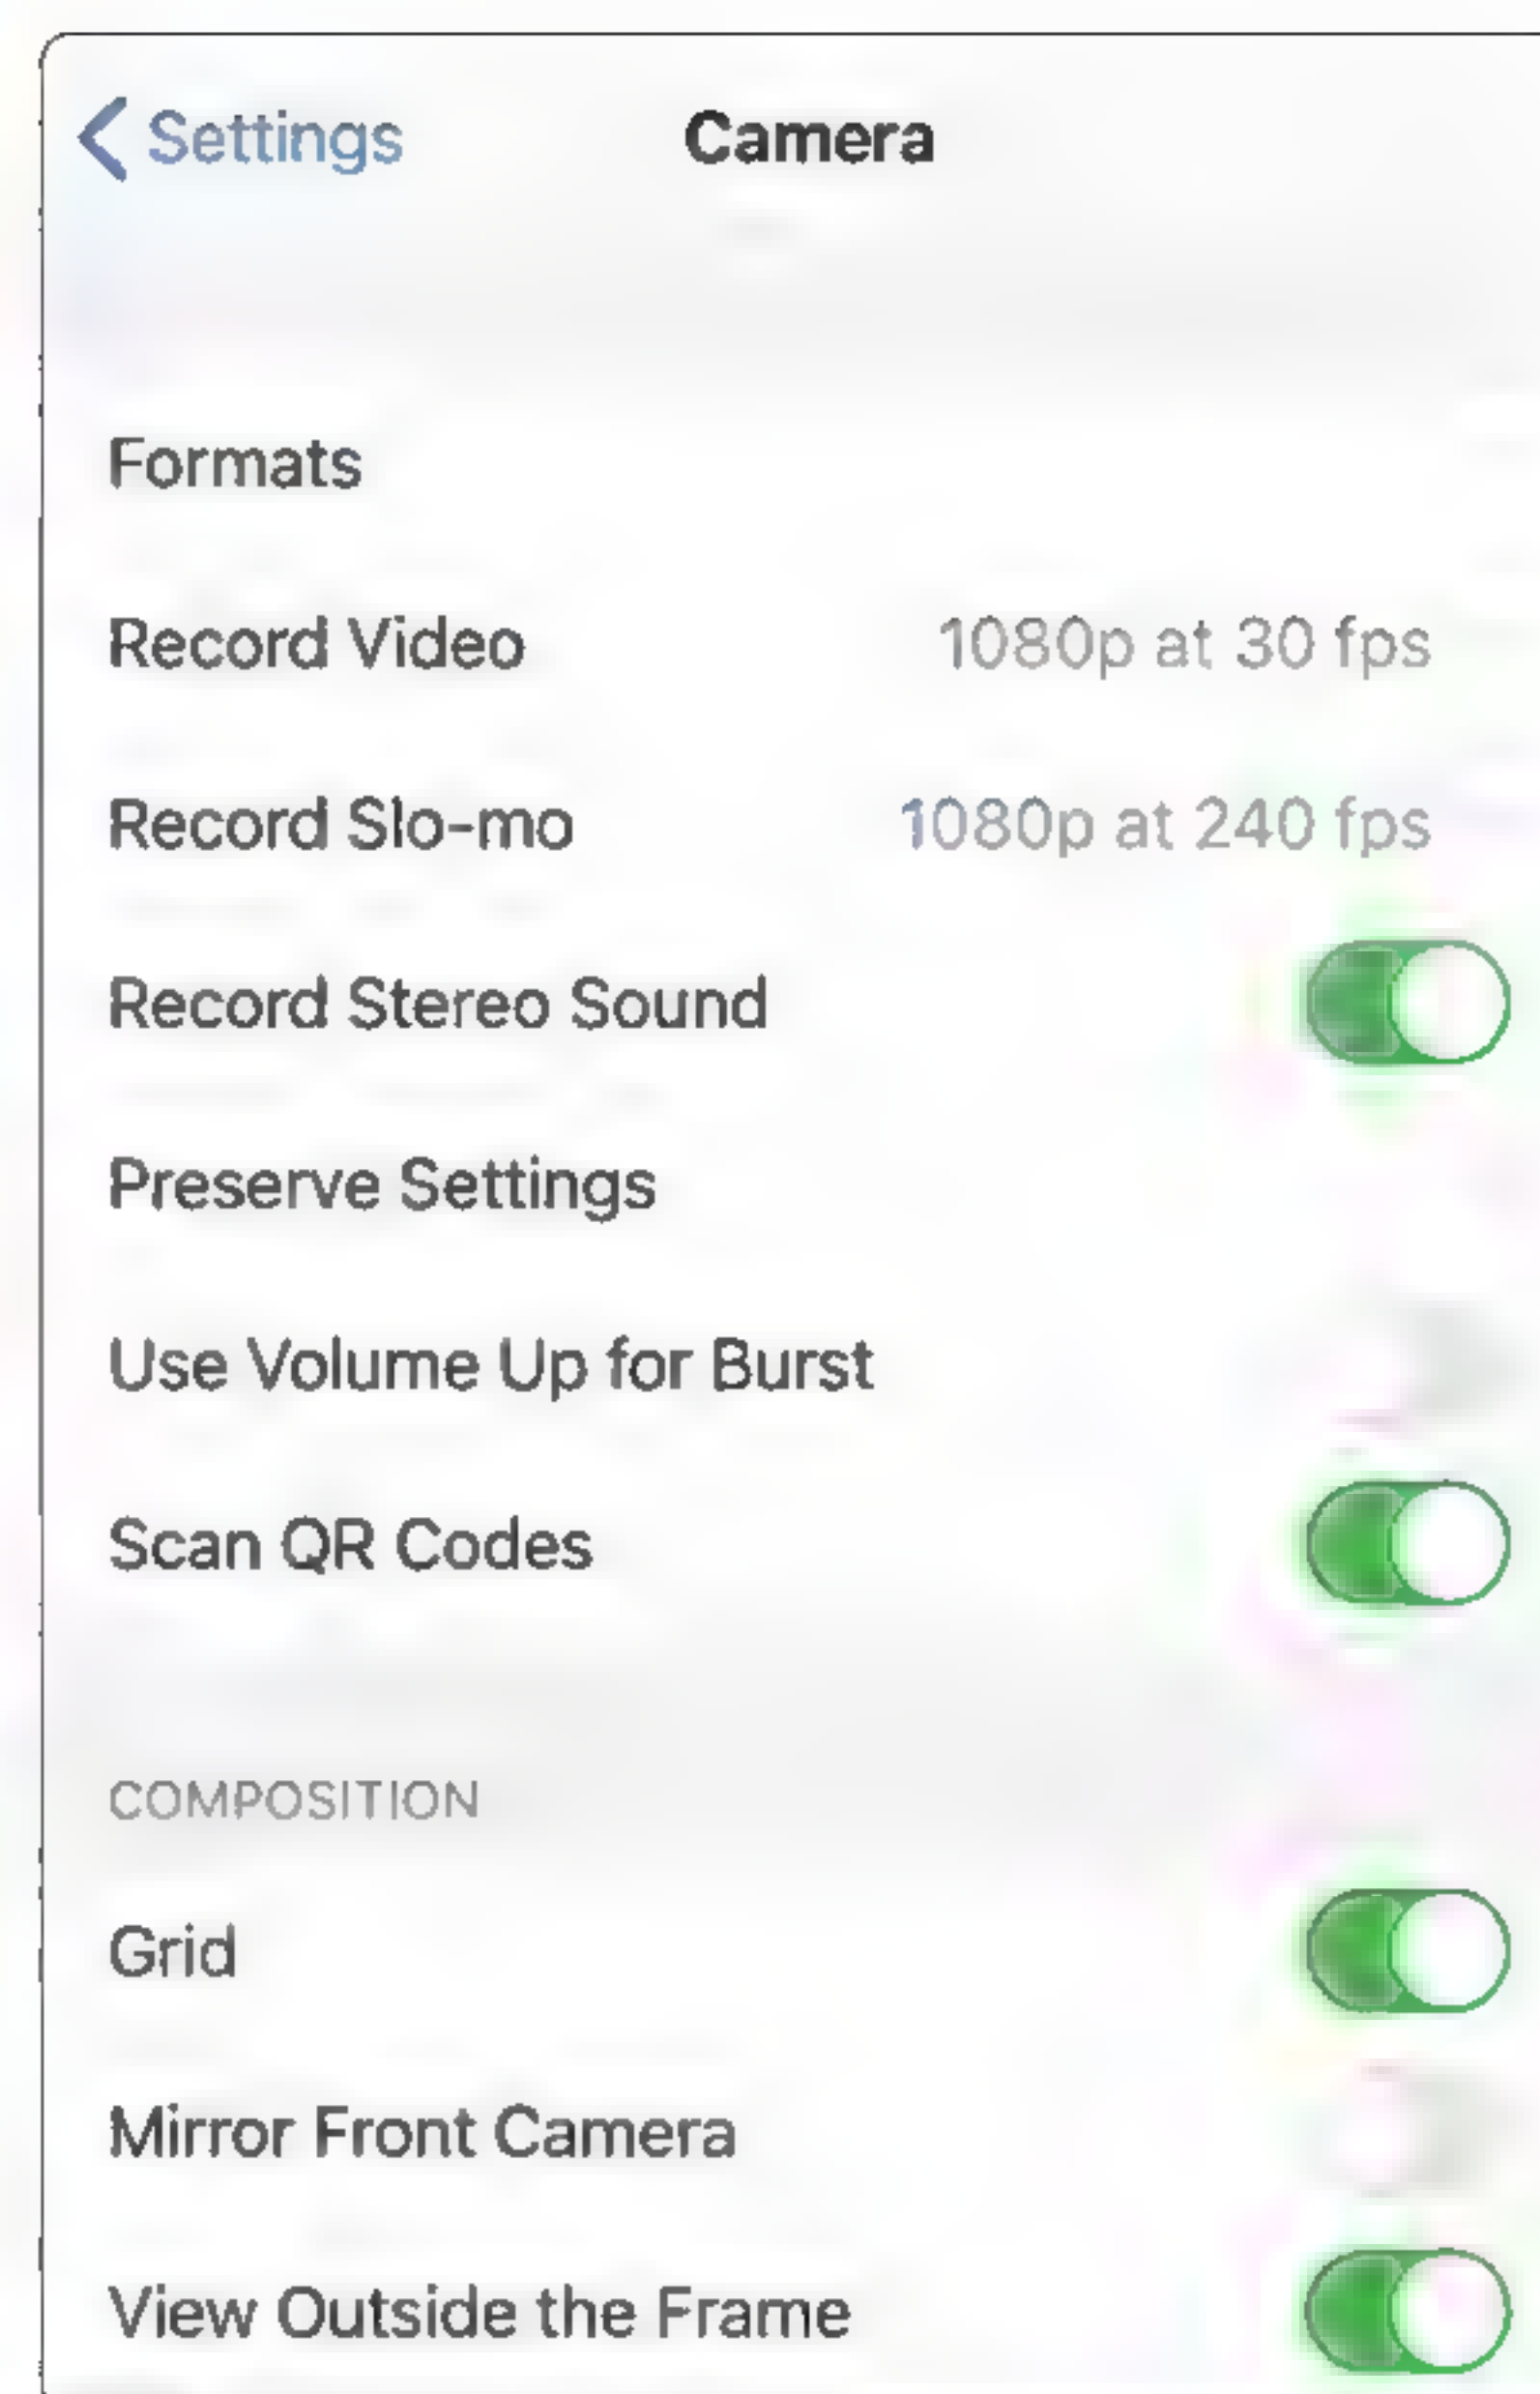 Settings
Camera
Formats
Record Video 1080p at 30 fps
Record Slo-mo 1080p at 240 fps
Record Stereo Sound
Preserve Settings
Use Volume Up for Burst
Scan QR Codes
COMPOSITION
Grid
Mirror Front Camera
View Outside the Frame